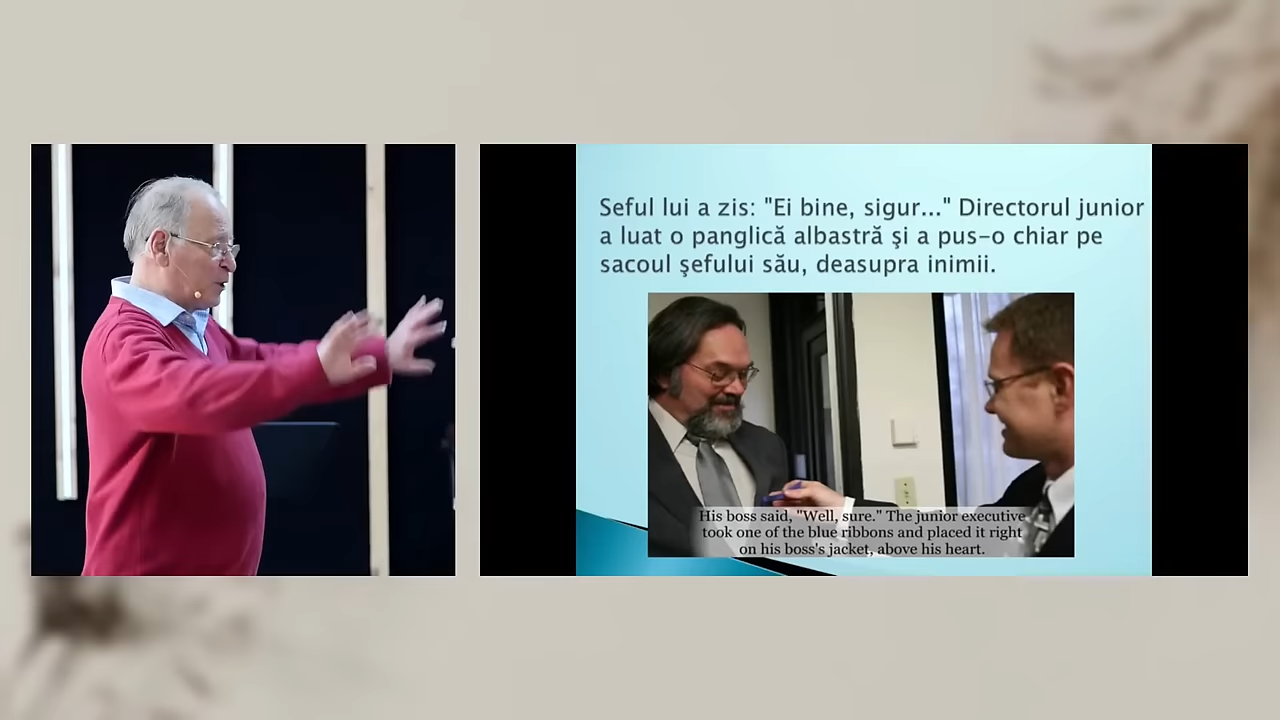 Seful lui a zis: "Ei bine, sigur..." Directorul junior
a luat o panglică albastră şi a pus-o chiar pe
sacoul şefului său, deasupra inimii.
His boss said, "Well, sure." The junior executive
took one of the blue ribbons and placed it right
on his boss's jacket, above his heart.